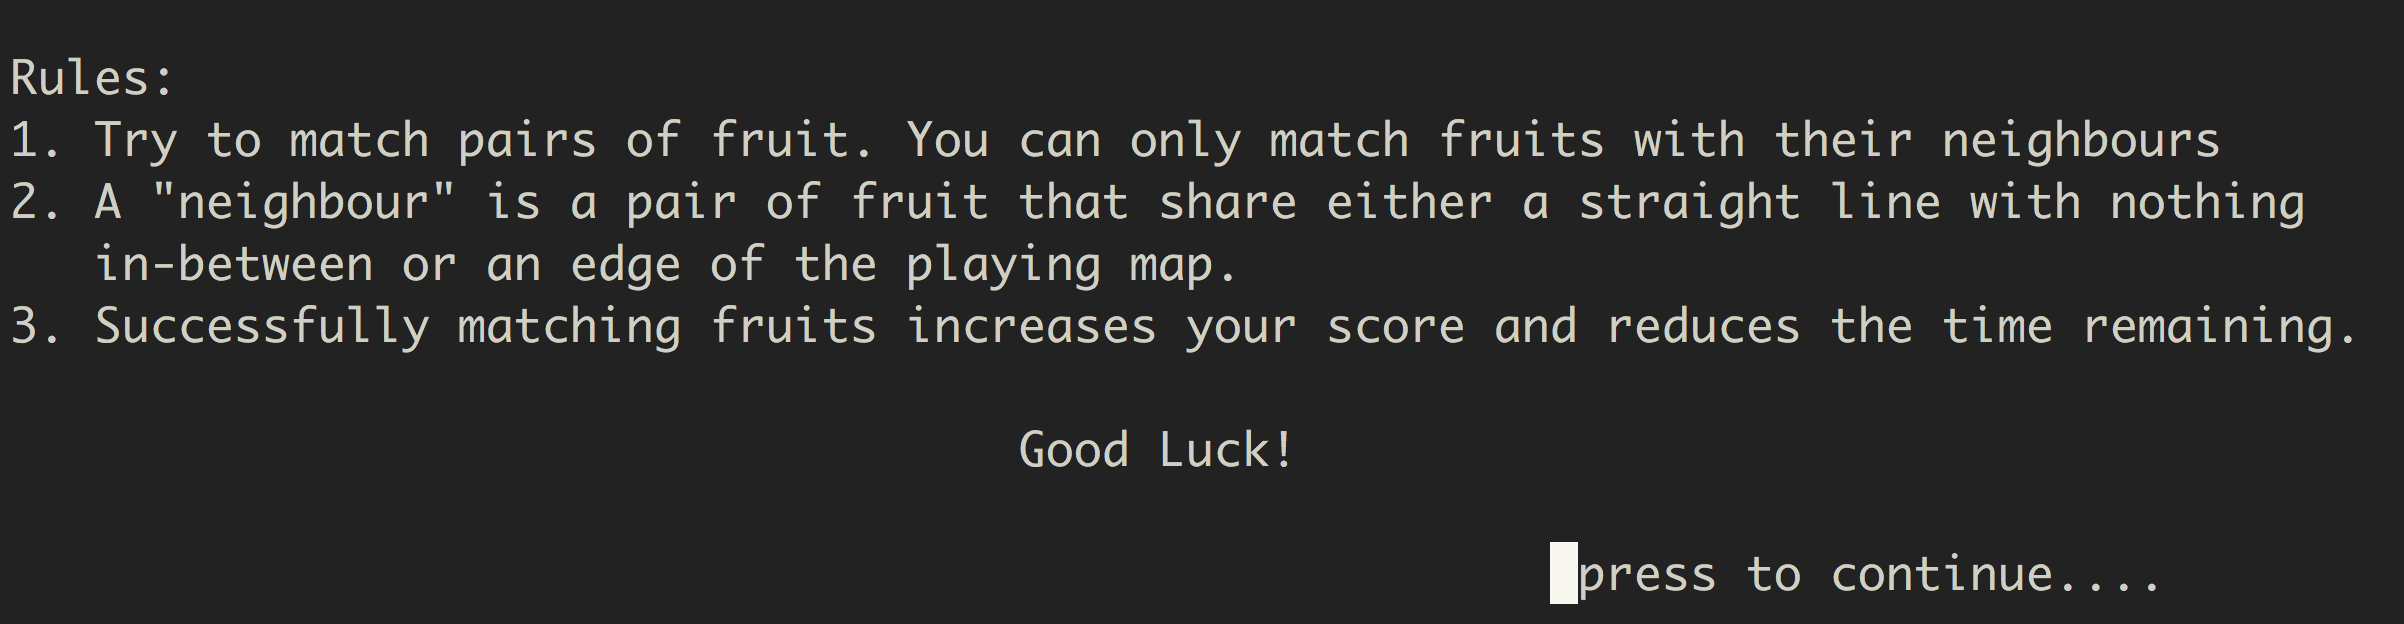 Rules:
1. Try to match pairs of fruit. You can only match fruits with their neighbours
2. A "neighbour" is a pair of fruit that share either a straight line with nothing
in-between or an edge of the playing map.
3. Successfully matching fruits increases your score and reduces the time remaining.
Good Luck!
press to continue....